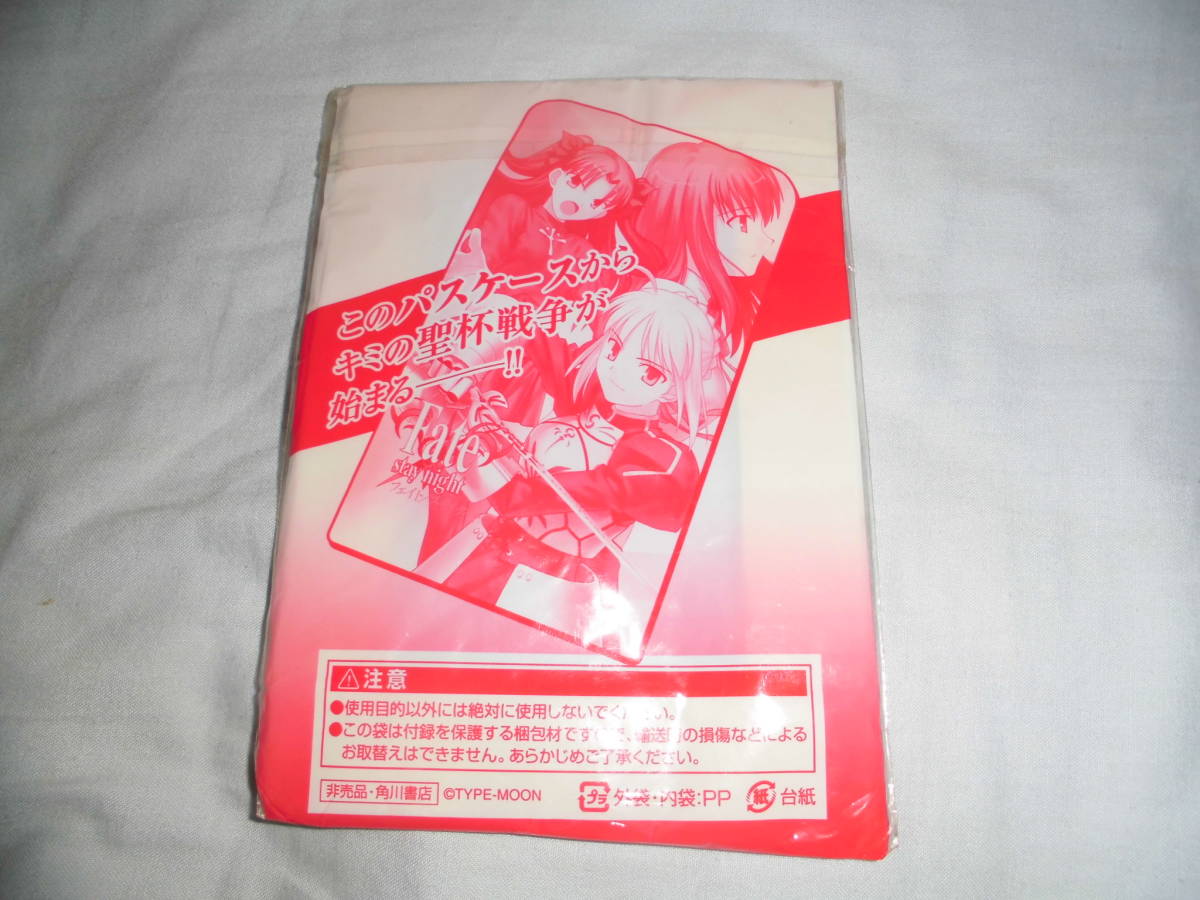 このパスケースから
キミの聖杯戦争が
始まる――!!
Fate
stay night
フェイト
注意
●使用目的以外には絶対に使用しないでください。
●この袋は付録を保護する梱包材ですので、輸送時の損傷などによる
お取替えはできません。あらかじめご了承ください。
非売品・角川書店 ©TYPE-MOON プラ 外袋・内袋:PP 紙 台紙